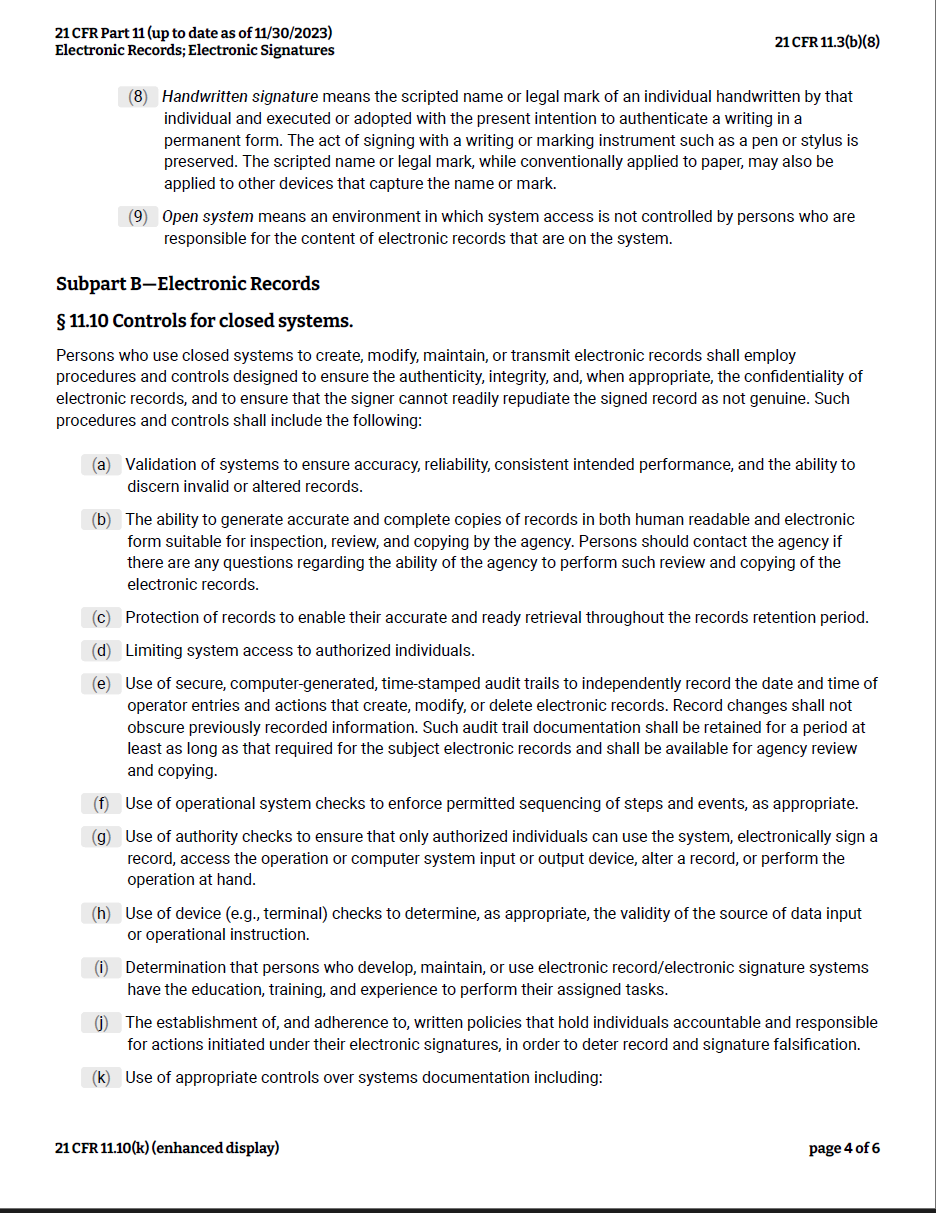 21 CFR Part 11 (up to date as of 11/30/2023)
Electronic Records; Electronic Signatures
21 CFR 11.3(b)(8)
(8) Handwritten signature means the scripted name or legal mark of an individual handwritten by that
individual and executed or adopted with the present intention to authenticate a writing in a
permanent form. The act of signing with a writing or marking instrument such as a pen or stylus is
preserved. The scripted name or legal mark, while conventionally applied to paper, may also be
applied to other devices that capture the name or mark.
(9) Open system means an environment in which system access is not controlled by persons who are
responsible for the content of electronic records that are on the system.
Subpart B—Electronic Records
§ 11.10 Controls for closed systems.
Persons who use closed systems to create, modify, maintain, or transmit electronic records shall employ
procedures and controls designed to ensure the authenticity, integrity, and, when appropriate, the confidentiality of
electronic records, and to ensure that the signer cannot readily repudiate the signed record as not genuine. Such
procedures and controls shall include the following:
(a) Validation of systems to ensure accuracy, reliability, consistent intended performance, and the ability to
discern invalid or altered records.
(b) The ability to generate accurate and complete copies of records in both human readable and electronic
form suitable for inspection, review, and copying by the agency. Persons should contact the agency if
there are any questions regarding the ability of the agency to perform such review and copying of the
electronic records.
(c) Protection of records to enable their accurate and ready retrieval throughout the records retention period.
(d) Limiting system access to authorized individuals.
(e) Use of secure, computer-generated, time-stamped audit trails to independently record the date and time of
operator entries and actions that create, modify, or delete electronic records. Record changes shall not
obscure previously recorded information. Such audit trail documentation shall be retained for a period at
least as long as that required for the subject electronic records and shall be available for agency review
and copying.
(f) Use of operational system checks to enforce permitted sequencing of steps and events, as appropriate.
(g) Use of authority checks to ensure that only authorized individuals can use the system, electronically sign a
record, access the operation or computer system input or output device, alter a record, or perform the
operation at hand.
(h) Use of device (e.g., terminal) checks to determine, as appropriate, the validity of the source of data input
or operational instruction.
(i) Determination that persons who develop, maintain, or use electronic record/electronic signature systems
have the education, training, and experience to perform their assigned tasks.
(j) The establishment of, and adherence to, written policies that hold individuals accountable and responsible
for actions initiated under their electronic signatures, in order to deter record and signature falsification.
(k) Use of appropriate controls over systems documentation including:
21 CFR 11.10(k) (enhanced display)
page 4 of 6